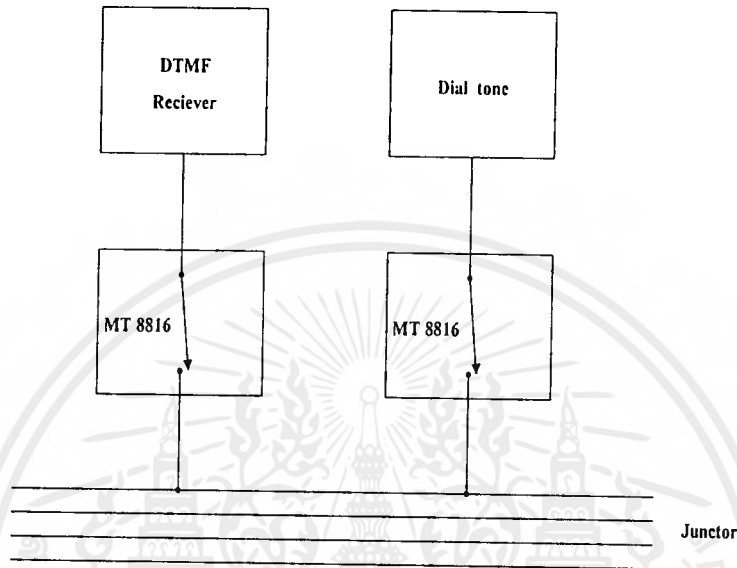 DTMF
Reciever
Dial tone
MT 8816
MT 8816
Junctor